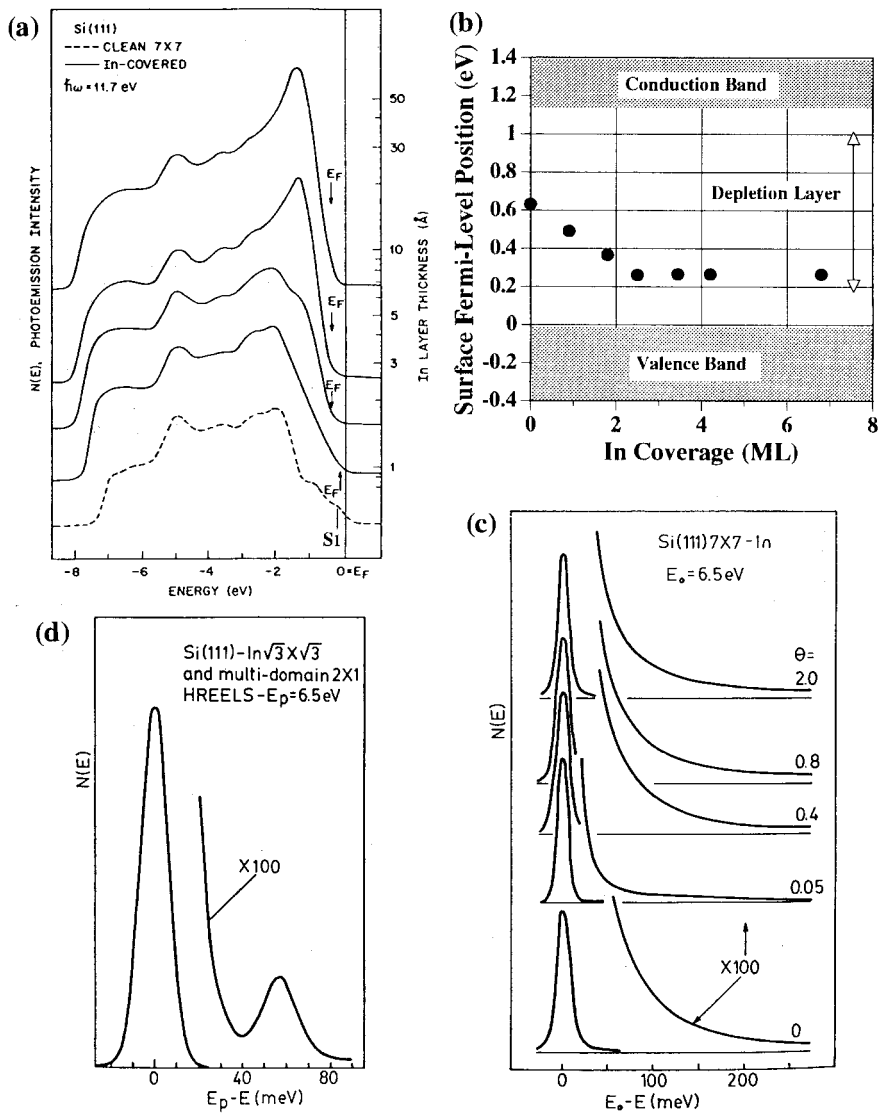 (a)
Si(111)
CLEAN 7X7
In-COVERED
ħω = 11.7 eV
N(E), PHOTOEMISSION INTENSITY
In LAYER THICKNESS (Å)
50
30
10
5
3
1
EF
EF
EF
EF
S1
-8
-6
-4
-2
0=EF
ENERGY (eV)
(b)
Surface Fermi-Level Position (eV)
1.4
1.2
1
0.8
0.6
0.4
0.2
0
-0.2
-0.4
Conduction Band
Depletion Layer
Valence Band
0
2
4
6
8
In Coverage (ML)
(c)
Si(111)7X7-In
E₀=6.5eV
θ=
2.0
0.8
0.4
0.05
X100
0
N(E)
0
100
200
E₀-E(meV)
(d)
Si(111)-In√3X√3
and multi-domain 2X1
HREELS-Ep=6.5eV
N(E)
X100
0
40
80
Ep-E(meV)